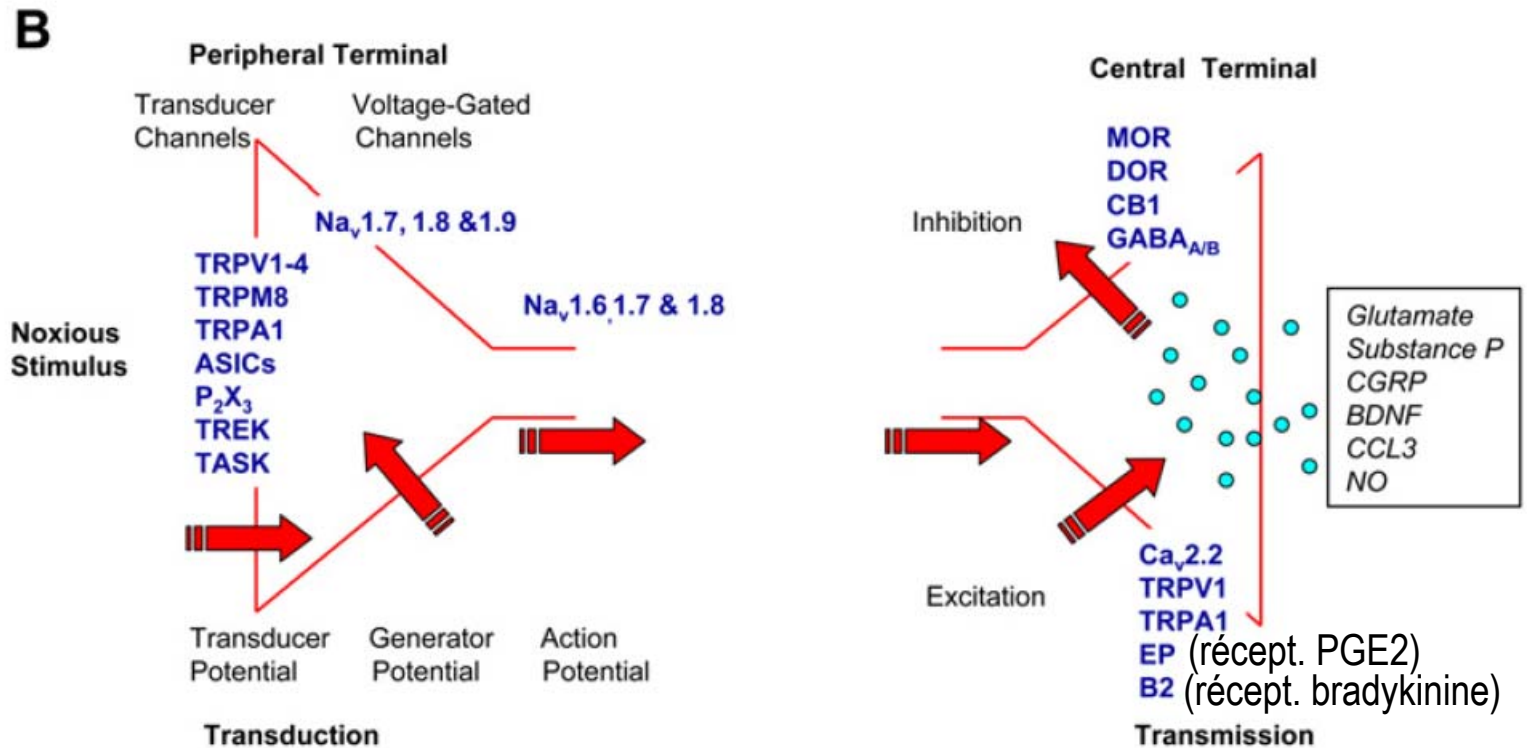 B
Peripheral Terminal
Transducer
Channels
Voltage-Gated
Channels
Nav1.7, 1.8 &1.9
Nav1.6,1.7 & 1.8
TRPV1-4
TRPM8
TRPA1
ASICs
P2X3
TREK
TASK
Noxious
Stimulus
Transducer
Potential
Generator
Potential
Action
Potential
Transduction
Central Terminal
MOR
DOR
CB1
GABAA/B
Inhibition
Glutamate
Substance P
CGRP
BDNF
CCL3
NO
Excitation
Cav2.2
TRPV1
TRPA1
EP (récept. PGE2)
B2 (récept. bradykinine)
Transmission